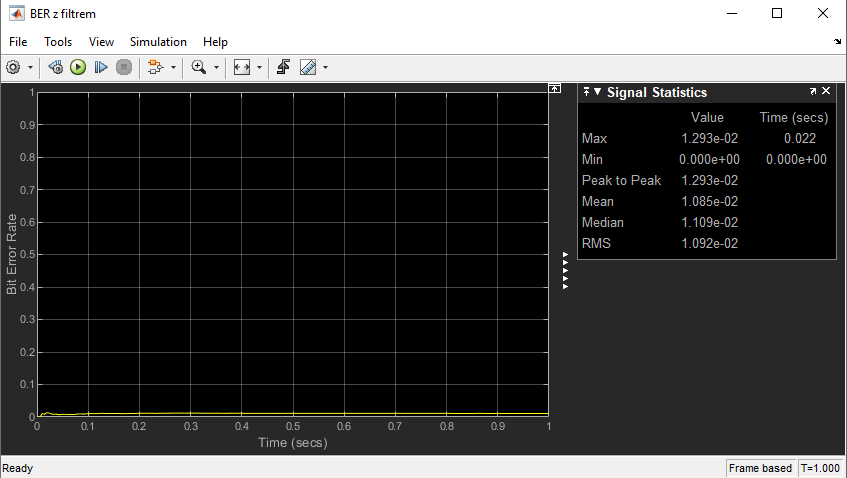 BER z filtrem
File Tools View Simulation Help
Signal Statistics
Value Time (secs)
Max 1.293e-02 0.022
Min 0.000e+00 0.000e+00
Peak to Peak 1.293e-02
Mean 1.085e-02
Median 1.109e-02
RMS 1.092e-02
Bit Error Rate
1
0.9
0.8
0.7
0.6
0.5
0.4
0.3
0.2
0.1
0
0 0.1 0.2 0.3 0.4 0.5 0.6 0.7 0.8 0.9 1
Time (secs)
Ready Frame based T=1.000